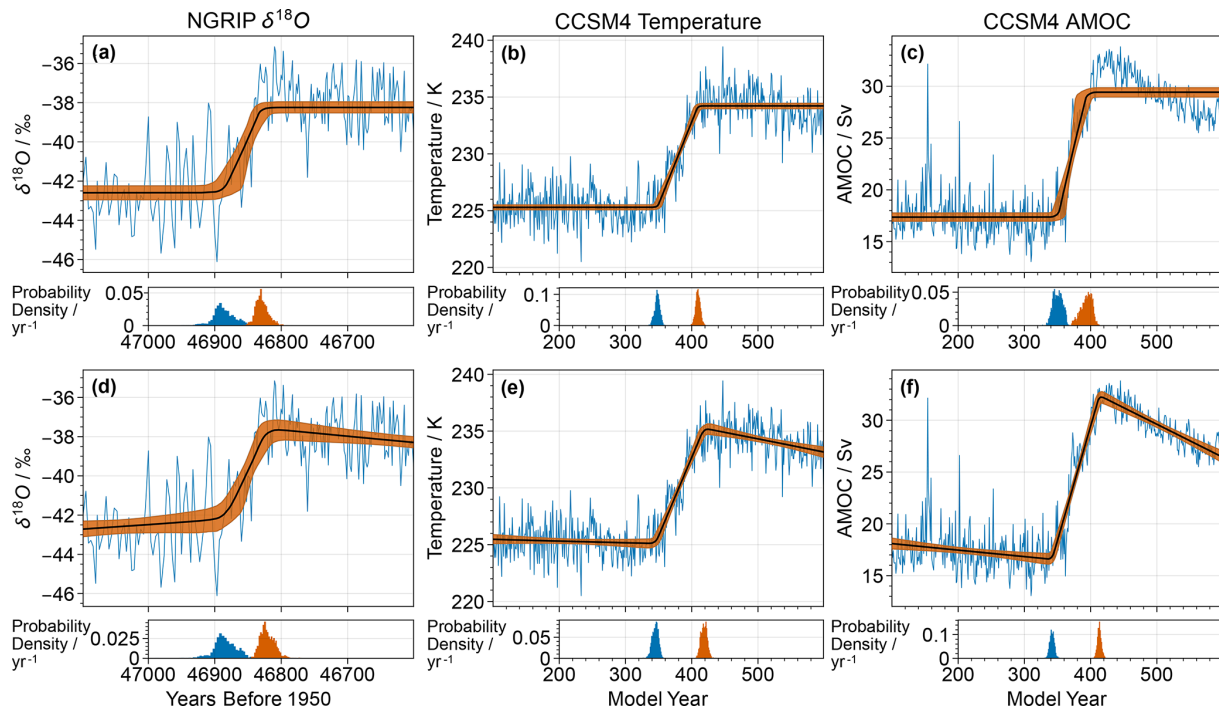 NGRIP δ¹⁸O
CCSM4 Temperature
CCSM4 AMOC
(a)
−36
−38
−40
−42
−44
−46
δ¹⁸O / ‰
(b)
240
235
230
225
220
Temperature / K
(c)
30
25
20
15
AMOC / Sv
Probability
Density /
yr⁻¹
0.05
0
47000 46900 46800 46700
Probability
Density /
yr⁻¹
0.1
0
200 300 400 500
Probability
Density /
yr⁻¹
0.05
0
200 300 400 500
(d)
−36
−38
−40
−42
−44
−46
δ¹⁸O / ‰
(e)
240
235
230
225
220
Temperature / K
(f)
30
25
20
15
AMOC / Sv
Probability
Density /
yr⁻¹
0.025
0
47000 46900 46800 46700
Years Before 1950
Probability
Density /
yr⁻¹
0.05
0
200 300 400 500
Model Year
Probability
Density /
yr⁻¹
0.1
0
200 300 400 500
Model Year